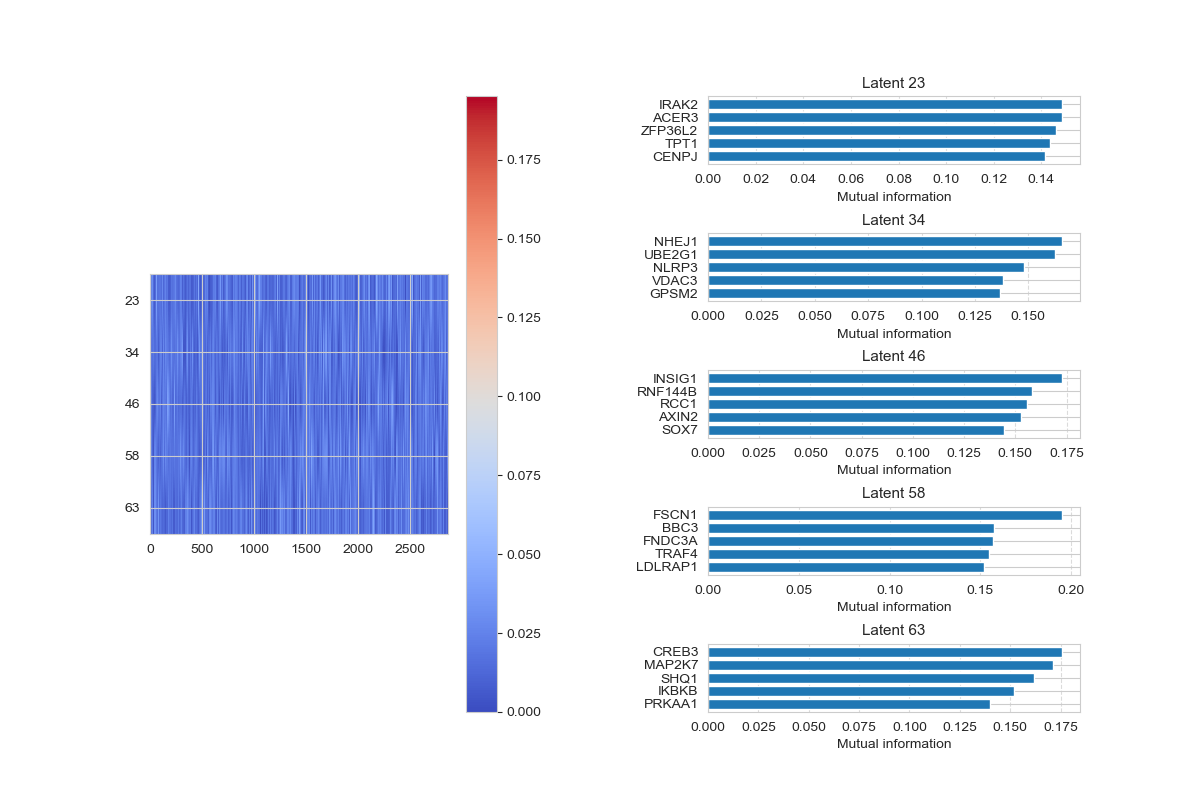 23
34
46
58
63
0 500 1000 1500 2000 2500
0.175
0.150
0.125
0.100
0.075
0.050
0.025
0.000
Latent 23
IRAK2
ACER3
ZFP36L2
TPT1
CENPJ
0.00 0.02 0.04 0.06 0.08 0.10 0.12 0.14
Mutual information
Latent 34
NHEJ1
UBE2G1
NLRP3
VDAC3
GPSM2
0.000 0.025 0.050 0.075 0.100 0.125 0.150
Mutual information
Latent 46
INSIG1
RNF144B
RCC1
AXIN2
SOX7
0.000 0.025 0.050 0.075 0.100 0.125 0.150 0.175
Mutual information
Latent 58
FSCN1
BBC3
FNDC3A
TRAF4
LDLRAP1
0.00 0.05 0.10 0.15 0.20
Mutual information
Latent 63
CREB3
MAP2K7
SHQ1
IKBKB
PRKAA1
0.000 0.025 0.050 0.075 0.100 0.125 0.150 0.175
Mutual information